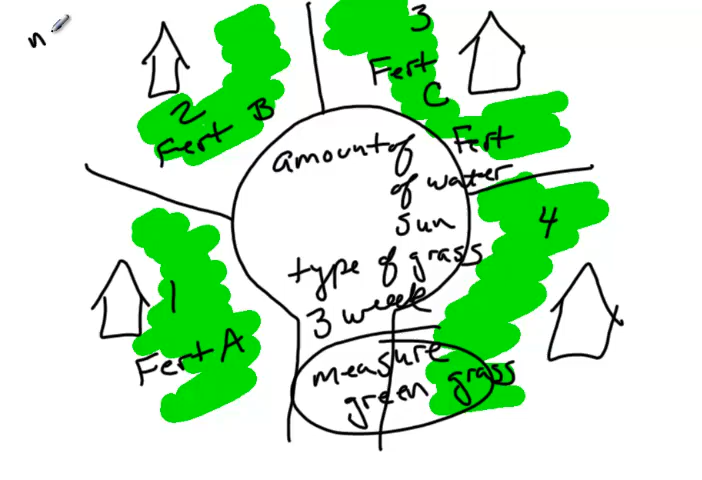 n
3
Fert
C
2
Fert B
Fert
amount of
of water
sun
4
type of grass
3 week
1
Fert A
measure
green grass